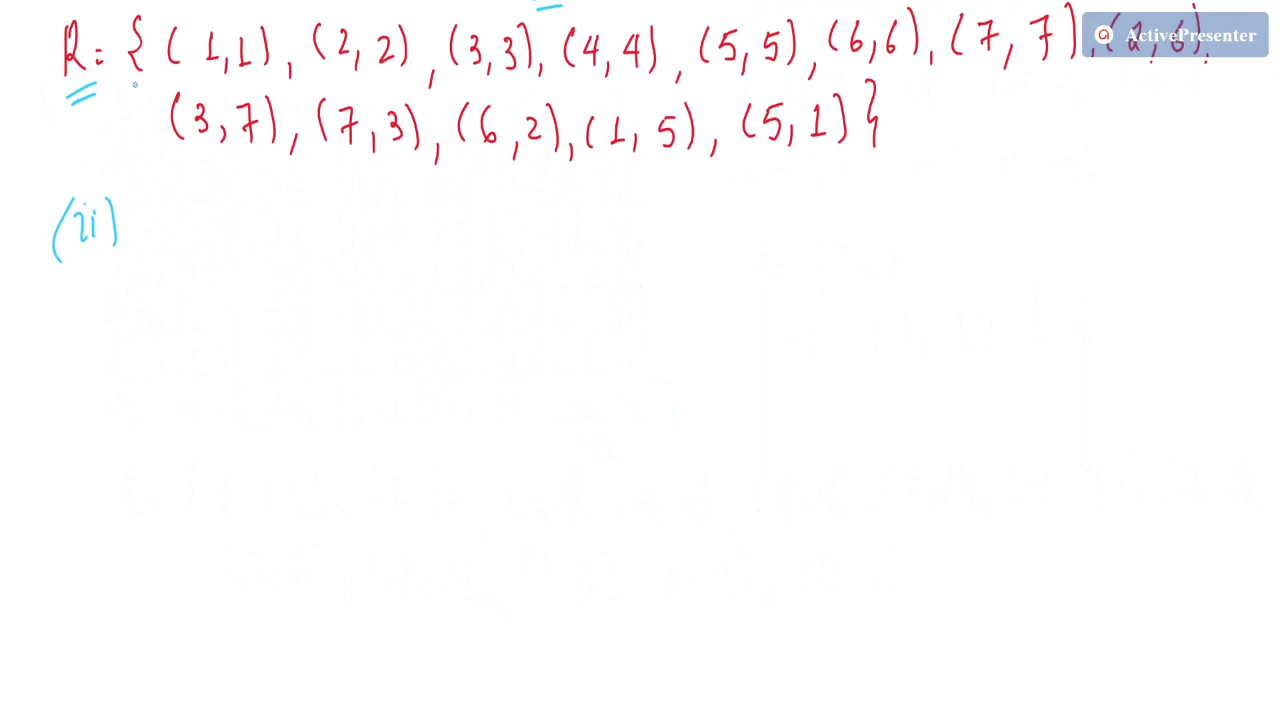 R = { (1,1), (2,2), (3,3), (4,4), (5,5), (6,6), (7,7), (2,6),
(3,7), (7,3), (6,2), (1,5), (5,1) }
(ii)
ActivePresenter